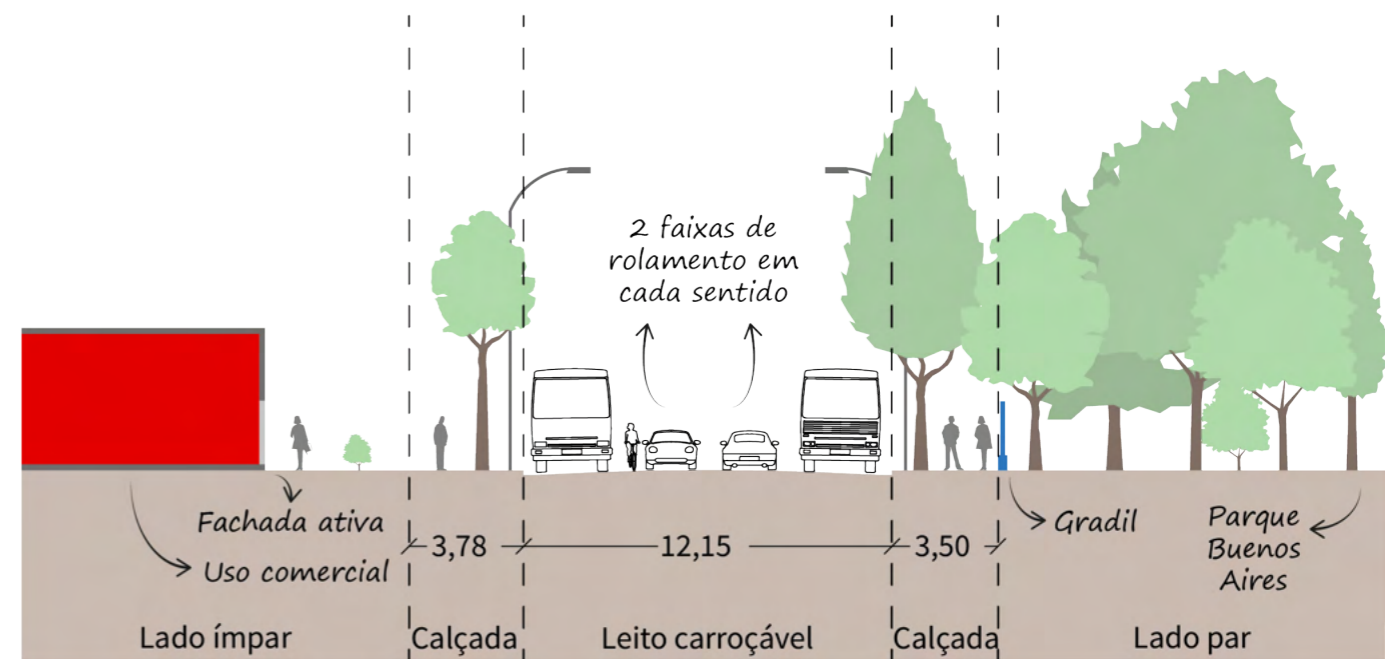 2 faixas de
rolamento em
cada sentido
Fachada ativa
Uso comercial
3,78
12,15
3,50
Gradil
Parque
Buenos
Aires
Lado ímpar
Calçada
Leito carroçável
Calçada
Lado par